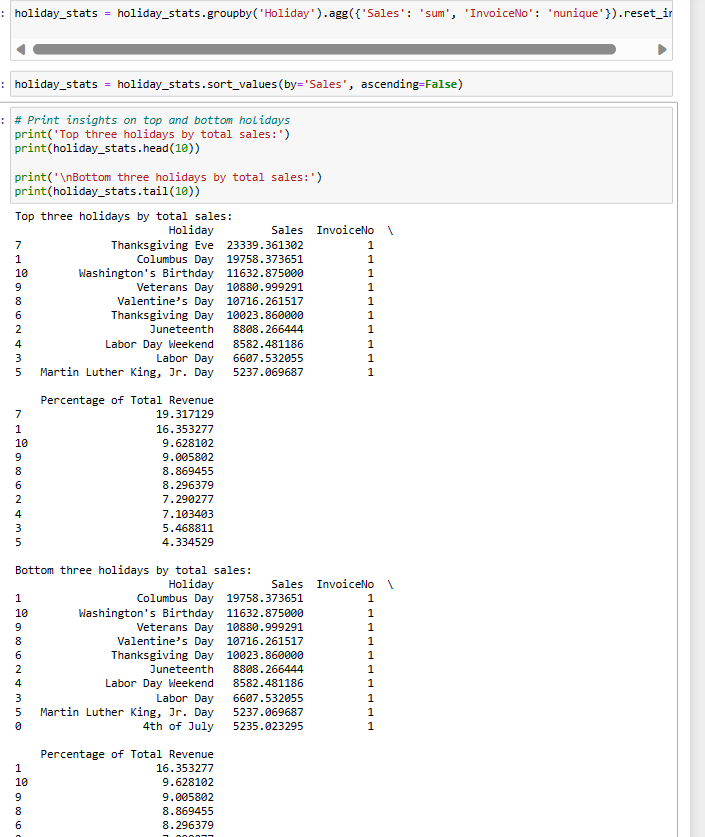 : holiday_stats = holiday_stats.groupby('Holiday').agg({'Sales': 'sum', 'InvoiceNo': 'nunique'}).reset_ir
: holiday_stats = holiday_stats.sort_values(by='Sales', ascending=False)
: # Print insights on top and bottom holidays
print('Top three holidays by total sales:')
print(holiday_stats.head(10))
print('\nBottom three holidays by total sales:')
print(holiday_stats.tail(10))
Top three holidays by total sales:
Holiday Sales InvoiceNo \
7 Thanksgiving Eve 23339.361302 1
1 Columbus Day 19758.373651 1
10 Washington's Birthday 11632.875000 1
9 Veterans Day 10880.999291 1
8 Valentine’s Day 10716.261517 1
6 Thanksgiving Day 10023.860000 1
2 Juneteenth 8808.266444 1
4 Labor Day Weekend 8582.481186 1
3 Labor Day 6607.532055 1
5 Martin Luther King, Jr. Day 5237.069687 1
Percentage of Total Revenue
7 19.317129
1 16.353277
10 9.628102
9 9.005802
8 8.869455
6 8.296379
2 7.290277
4 7.103403
3 5.468811
5 4.334529
Bottom three holidays by total sales:
Holiday Sales InvoiceNo \
1 Columbus Day 19758.373651 1
10 Washington's Birthday 11632.875000 1
9 Veterans Day 10880.999291 1
8 Valentine’s Day 10716.261517 1
6 Thanksgiving Day 10023.860000 1
2 Juneteenth 8808.266444 1
4 Labor Day Weekend 8582.481186 1
3 Labor Day 6607.532055 1
5 Martin Luther King, Jr. Day 5237.069687 1
0 4th of July 5235.023295 1
Percentage of Total Revenue
1 16.353277
10 9.628102
9 9.005802
8 8.869455
6 8.296379